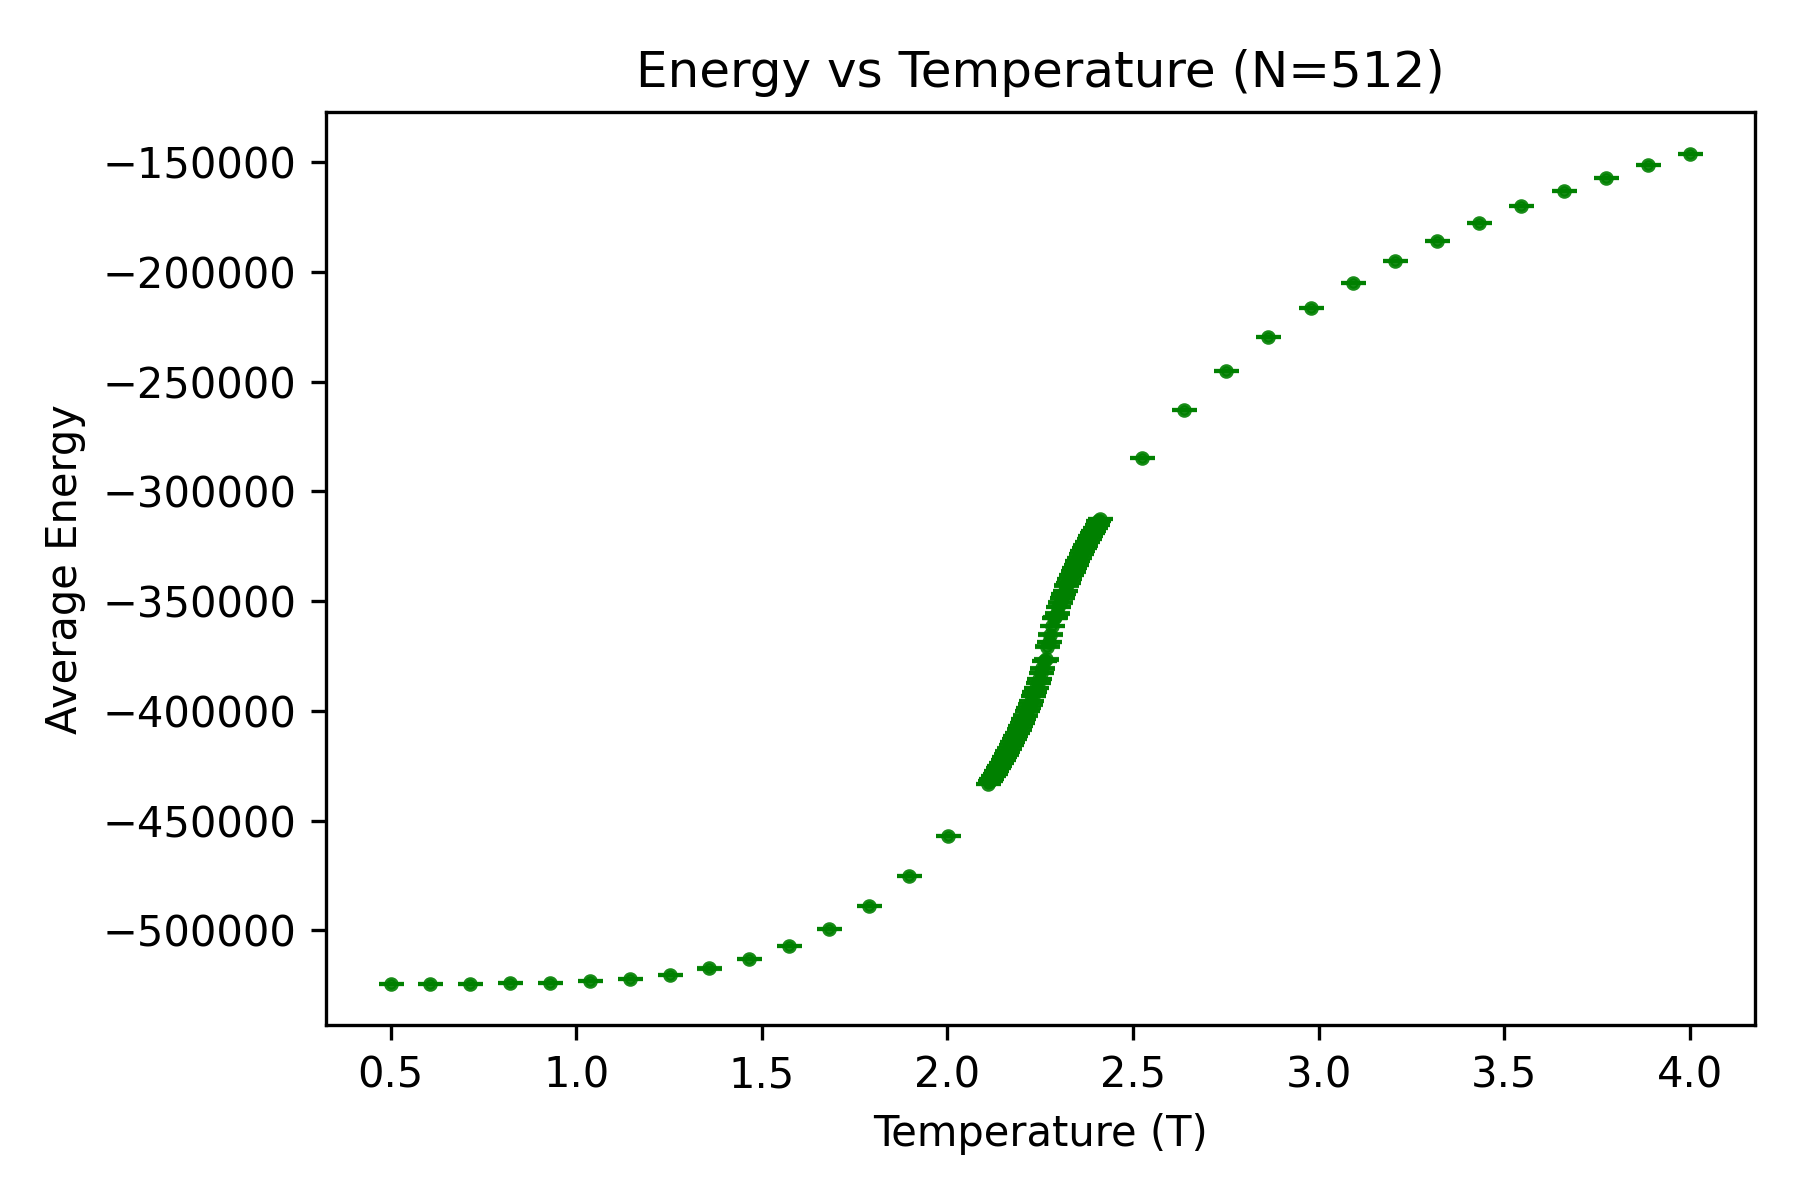 Energy vs Temperature (N=512)
Average Energy
−150000
−200000
−250000
−300000
−350000
−400000
−450000
−500000
0.5 1.0 1.5 2.0 2.5 3.0 3.5 4.0
Temperature (T)